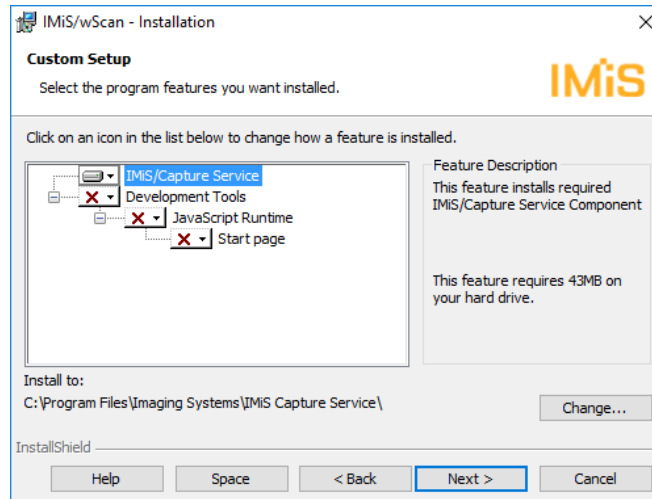 IMiS/wScan - Installation
Custom Setup
Select the program features you want installed.
IMiS
Click on an icon in the list below to change how a feature is installed.
IMiS/Capture Service
Development Tools
JavaScript Runtime
Start page
Feature Description
This feature installs required
IMiS/Capture Service Component
This feature requires 43MB on
your hard drive.
Install to:
C:\Program Files\Imaging Systems\IMiS Capture Service\
Change...
InstallShield
Help
Space
< Back
Next >
Cancel